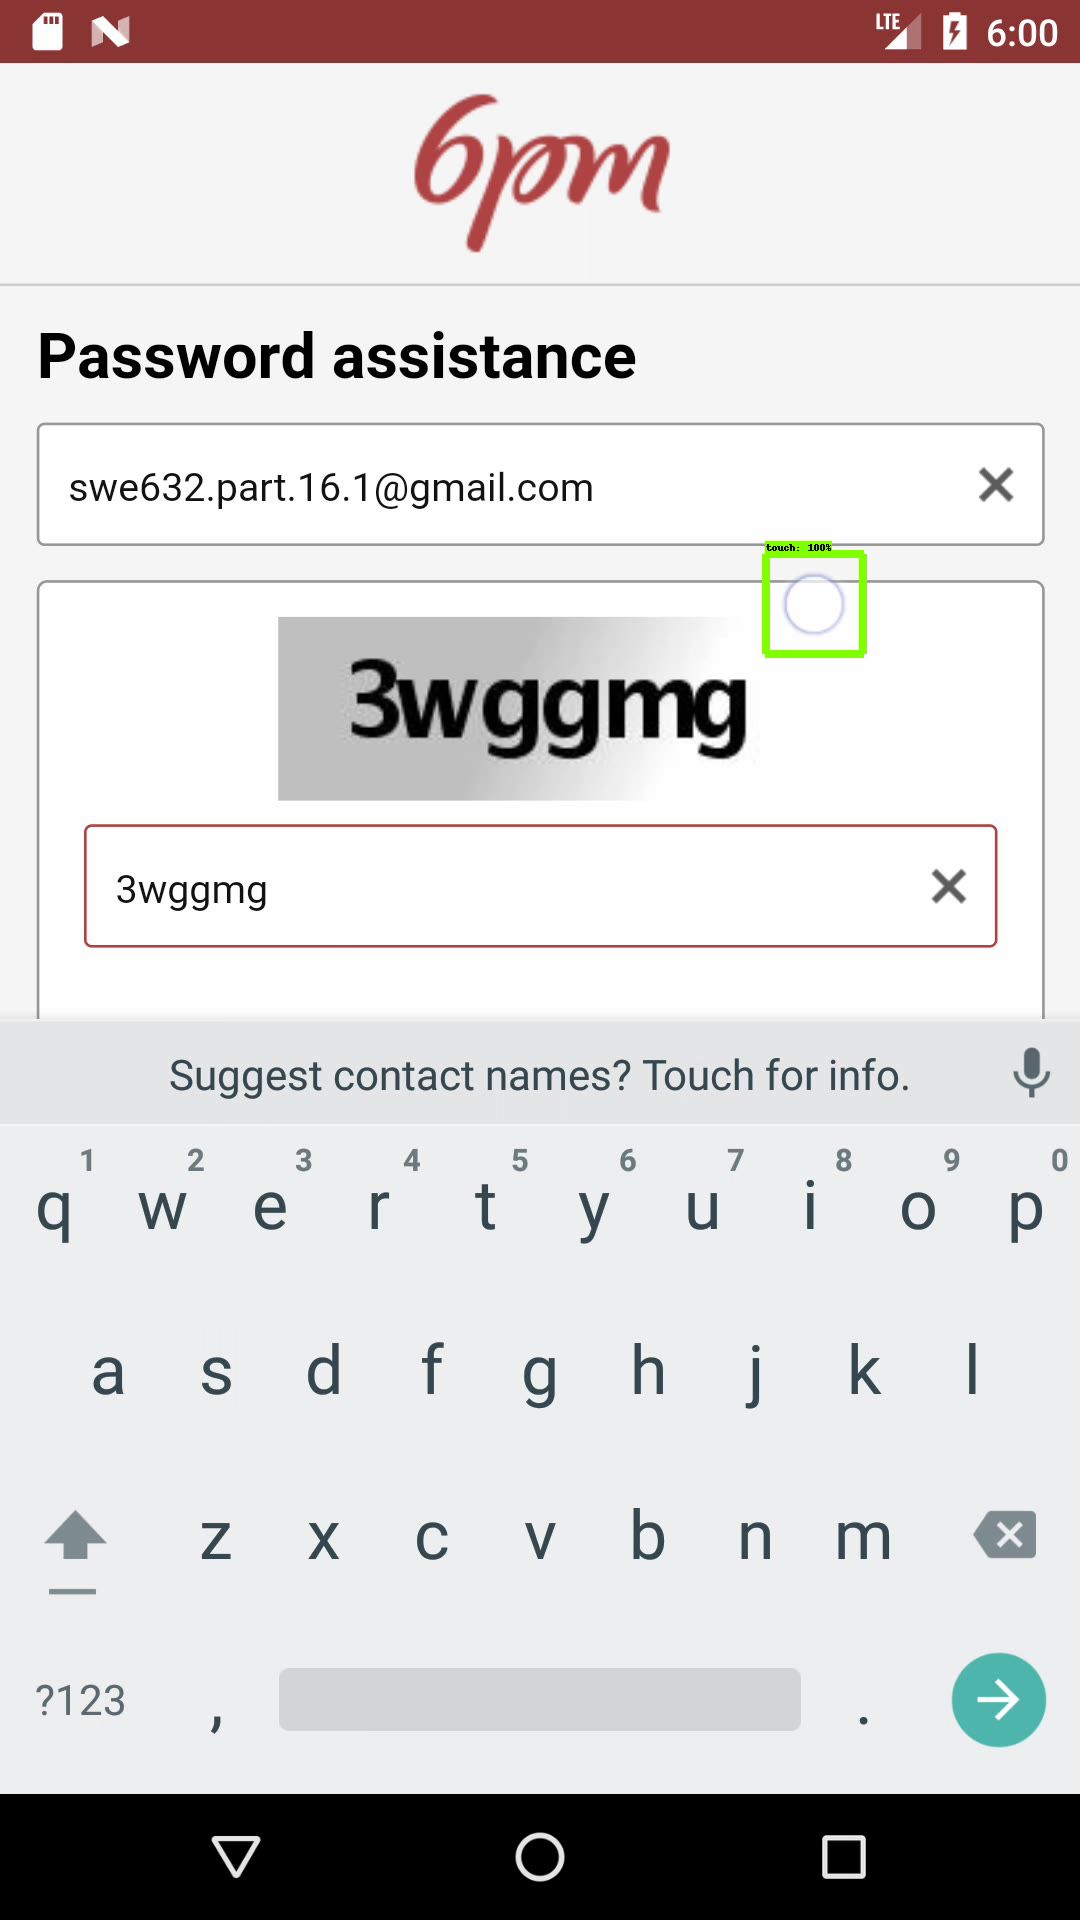 LTE 6:00
6pm
Password assistance
swe632.part.16.1@gmail.com
touch: 100%
3wggmg
3wggmg
Suggest contact names? Touch for info.
1 2 3 4 5 6 7 8 9 0
q w e r t y u i o p
a s d f g h j k l
z x c v b n m
?123 , .